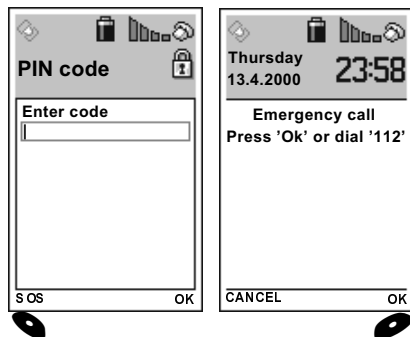 PIN code
Enter code
SOS OK
Thursday
13.4.2000
23:58
Emergency call
Press 'Ok' or dial '112'
CANCEL OK